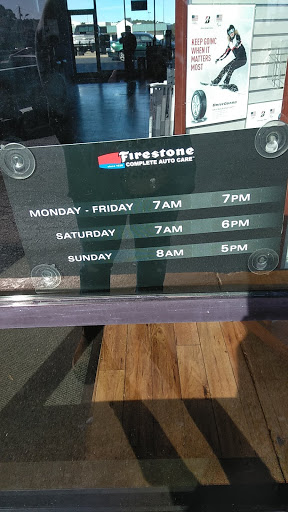 KEEP GOING
WHEN IT
MATTERS
MOST
Firestone
COMPLETE AUTO CARE
MONDAY - FRIDAY 7AM 7PM
SATURDAY 7AM 6PM
SUNDAY 8AM 5PM